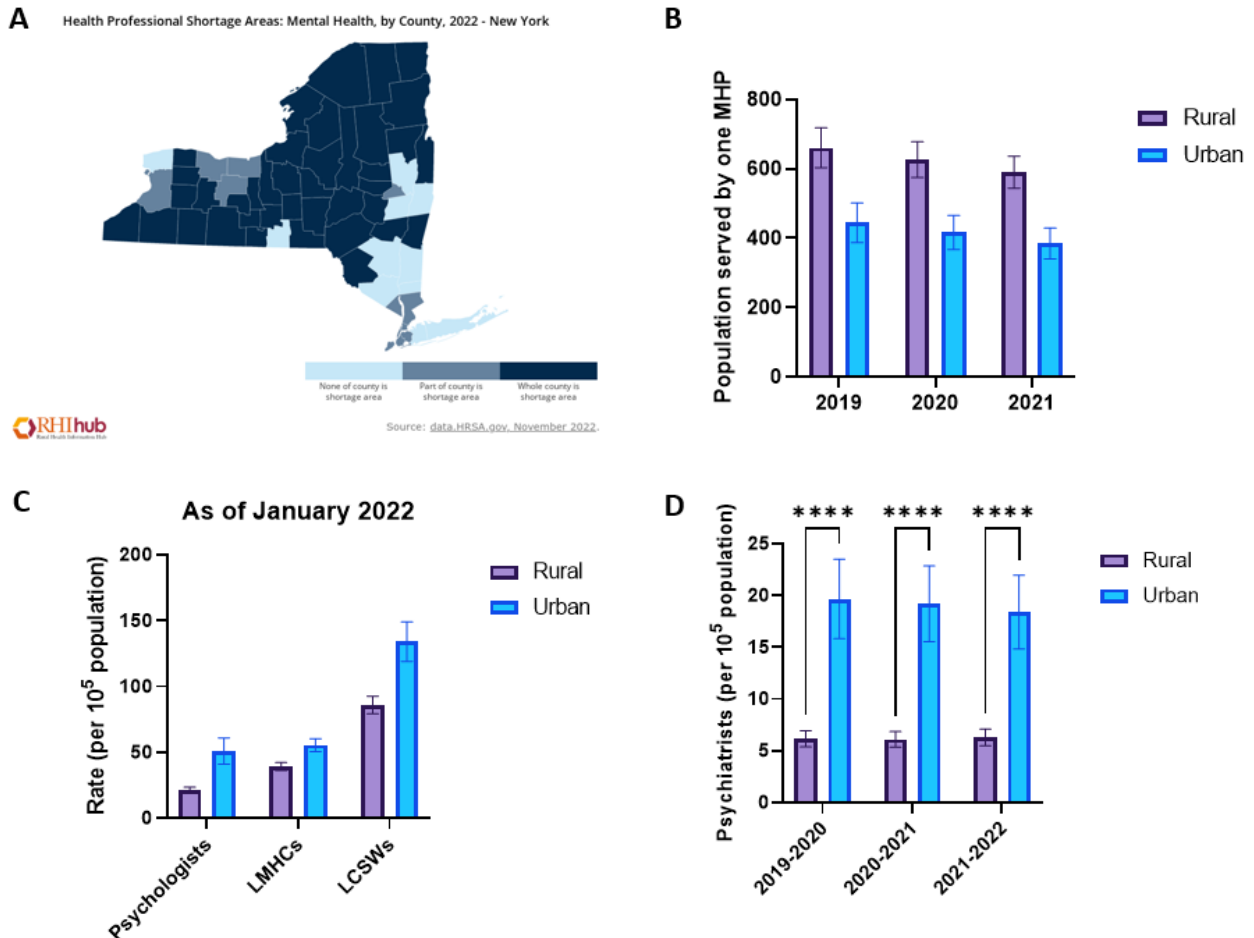 A
Health Professional Shortage Areas: Mental Health, by County, 2022 - New York
None of county is
shortage area
Part of county is
shortage area
Whole county is
shortage area
RHIhub
Rural Health Information Hub
Source: data.HRSA.gov, November 2022.
B
Population served by one MHP
800
600
400
200
0
2019
2020
2021
Rural
Urban
C
As of January 2022
Rate (per 10⁵ population)
200
150
100
50
0
Psychologists
LMHCs
LCSWs
Rural
Urban
D
Psychiatrists (per 10⁵ population)
25
20
15
10
5
0
**** **** ****
2019-2020
2020-2021
2021-2022
Rural
Urban